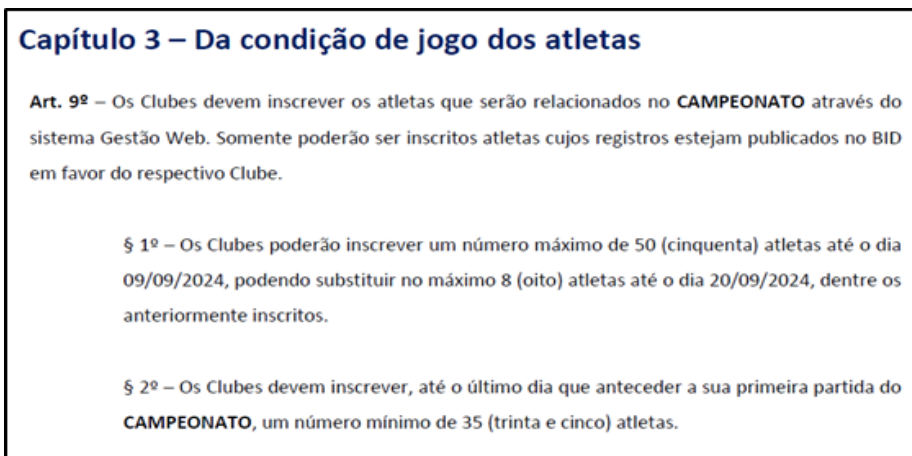 Capítulo 3 – Da condição de jogo dos atletas
Art. 9º – Os Clubes devem inscrever os atletas que serão relacionados no CAMPEONATO através do
sistema Gestão Web. Somente poderão ser inscritos atletas cujos registros estejam publicados no BID
em favor do respectivo Clube.
§ 1º – Os Clubes poderão inscrever um número máximo de 50 (cinquenta) atletas até o dia
09/09/2024, podendo substituir no máximo 8 (oito) atletas até o dia 20/09/2024, dentre os
anteriormente inscritos.
§ 2º – Os Clubes devem inscrever, até o último dia que anteceder a sua primeira partida do
CAMPEONATO, um número mínimo de 35 (trinta e cinco) atletas.